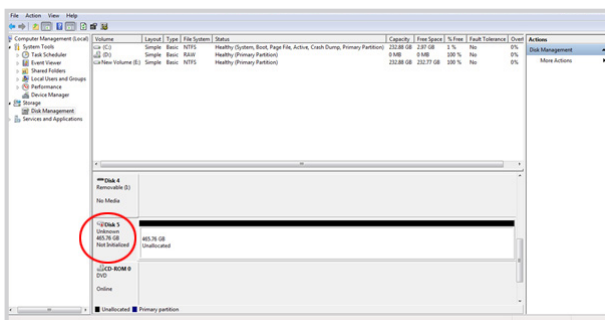 File Action View Help
Computer Management (Local)
System Tools
Task Scheduler
Event Viewer
Shared Folders
Local Users and Groups
Performance
Device Manager
Storage
Disk Management
Services and Applications
Volume Layout Type File System Status Capacity Free Space % Free Fault Tolerance Overl
(C:) Simple Basic NTFS Healthy (System, Boot, Page File, Active, Crash Dump, Primary Partition) 232.88 GB 2.97 GB 1 % No 0%
(D:) Simple Basic RAW Healthy (Primary Partition) 0 MB 0 MB 100 % No 0%
New Volume (E:) Simple Basic NTFS Healthy (Primary Partition) 232.88 GB 232.77 GB 100 % No 0%
Disk 4
Removable
No Media
Disk 5
Unknown
465.76 GB
Not Initialized
465.76 GB
Unallocated
CD-ROM 0
DVD
Online
Unallocated Primary partition
Actions
Disk Management
More Actions